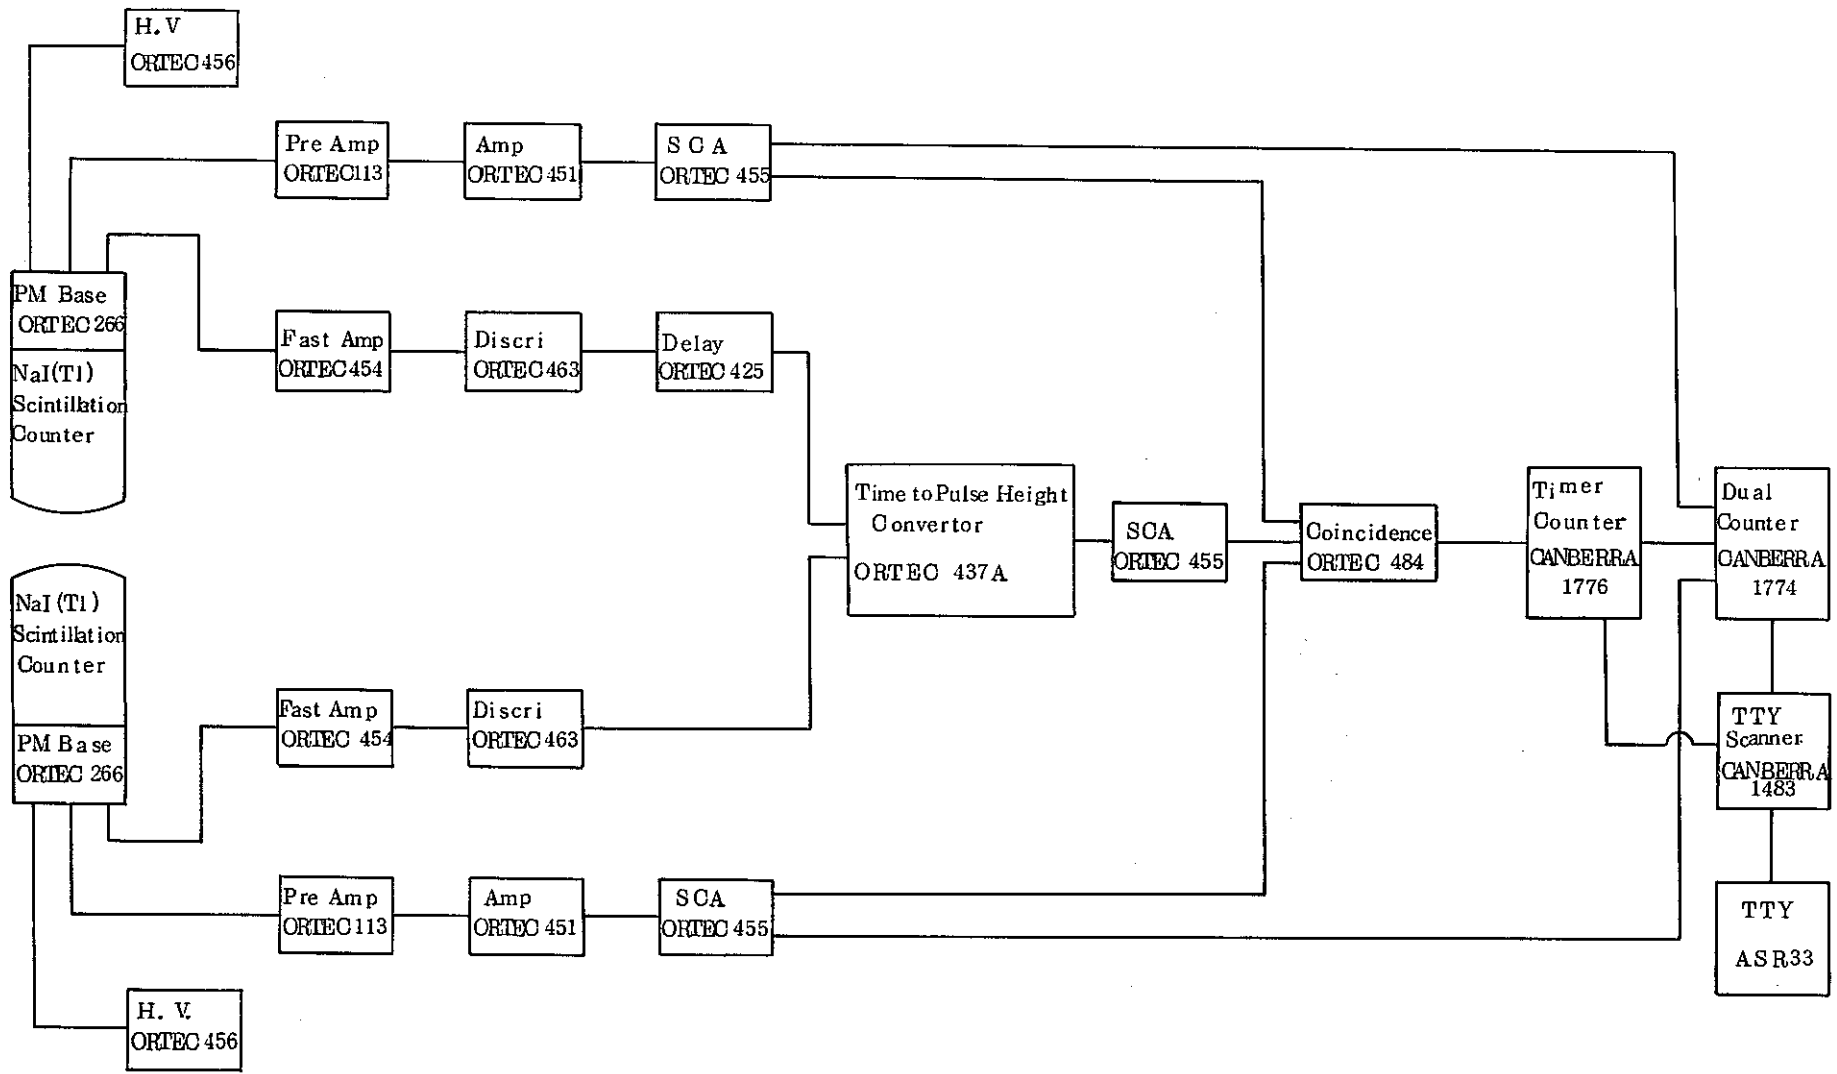 H.V
ORTEC 456
Pre Amp
ORTEC113
Amp
ORTEC 451
SCA
ORTEC 455
PM Base
ORTEC 266
NaI(Tl)
Scintillation
Counter
Fast Amp
ORTEC 454
Discri
ORTEC 463
Delay
ORTEC 425
Time to Pulse Height
Convertor
ORTEC 437A
SCA
ORTEC 455
Coincidence
ORTEC 484
Timer
Counter
CANBERRA
1776
Dual
Counter
CANBERRA
1774
NaI(Tl)
Scintillation
Counter
PM Base
ORTEC 266
Fast Amp
ORTEC 454
Discri
ORTEC 463
TTY
Scanner
CANBERRA
1483
Pre Amp
ORTEC 113
Amp
ORTEC 451
SCA
ORTEC 455
TTY
ASR33
H. V.
ORTEC 456